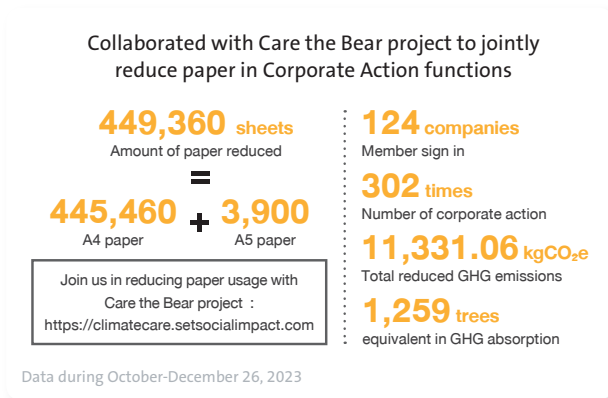 Collaborated with Care the Bear project to jointly
reduce paper in Corporate Action functions
449,360 sheets
Amount of paper reduced
=
445,460 + 3,900
A4 paper A5 paper
Join us in reducing paper usage with
Care the Bear project :
https://climatecare.setsocialimpact.com
124 companies
Member sign in
302 times
Number of corporate action
11,331.06 kgCO₂e
Total reduced GHG emissions
1,259 trees
equivalent in GHG absorption
Data during October-December 26, 2023